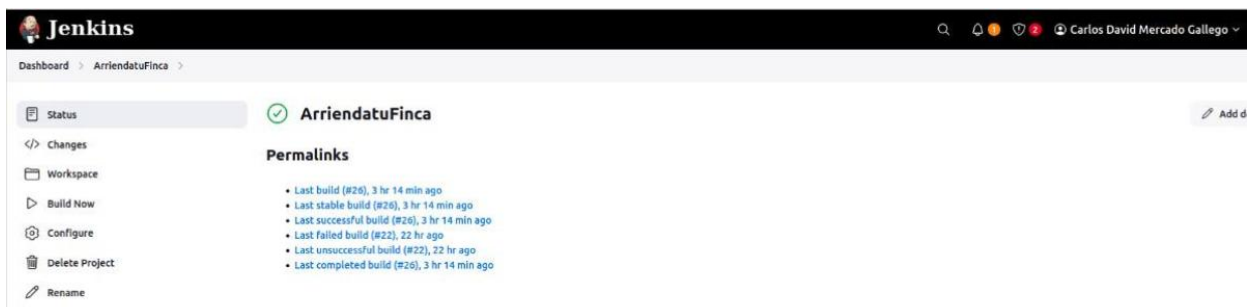 Jenkins
1
2
Carlos David Mercado Gallego
Dashboard > ArriendatuFinca >
Status
ArriendatuFinca
Add d
</> Changes
Permalinks
Workspace
• Last build (#26), 3 hr 14 min ago
Build Now
• Last stable build (#26), 3 hr 14 min ago
• Last successful build (#26), 3 hr 14 min ago
Configure
• Last failed build (#22), 22 hr ago
• Last unsuccessful build (#22), 22 hr ago
Delete Project
• Last completed build (#26), 3 hr 14 min ago
Rename